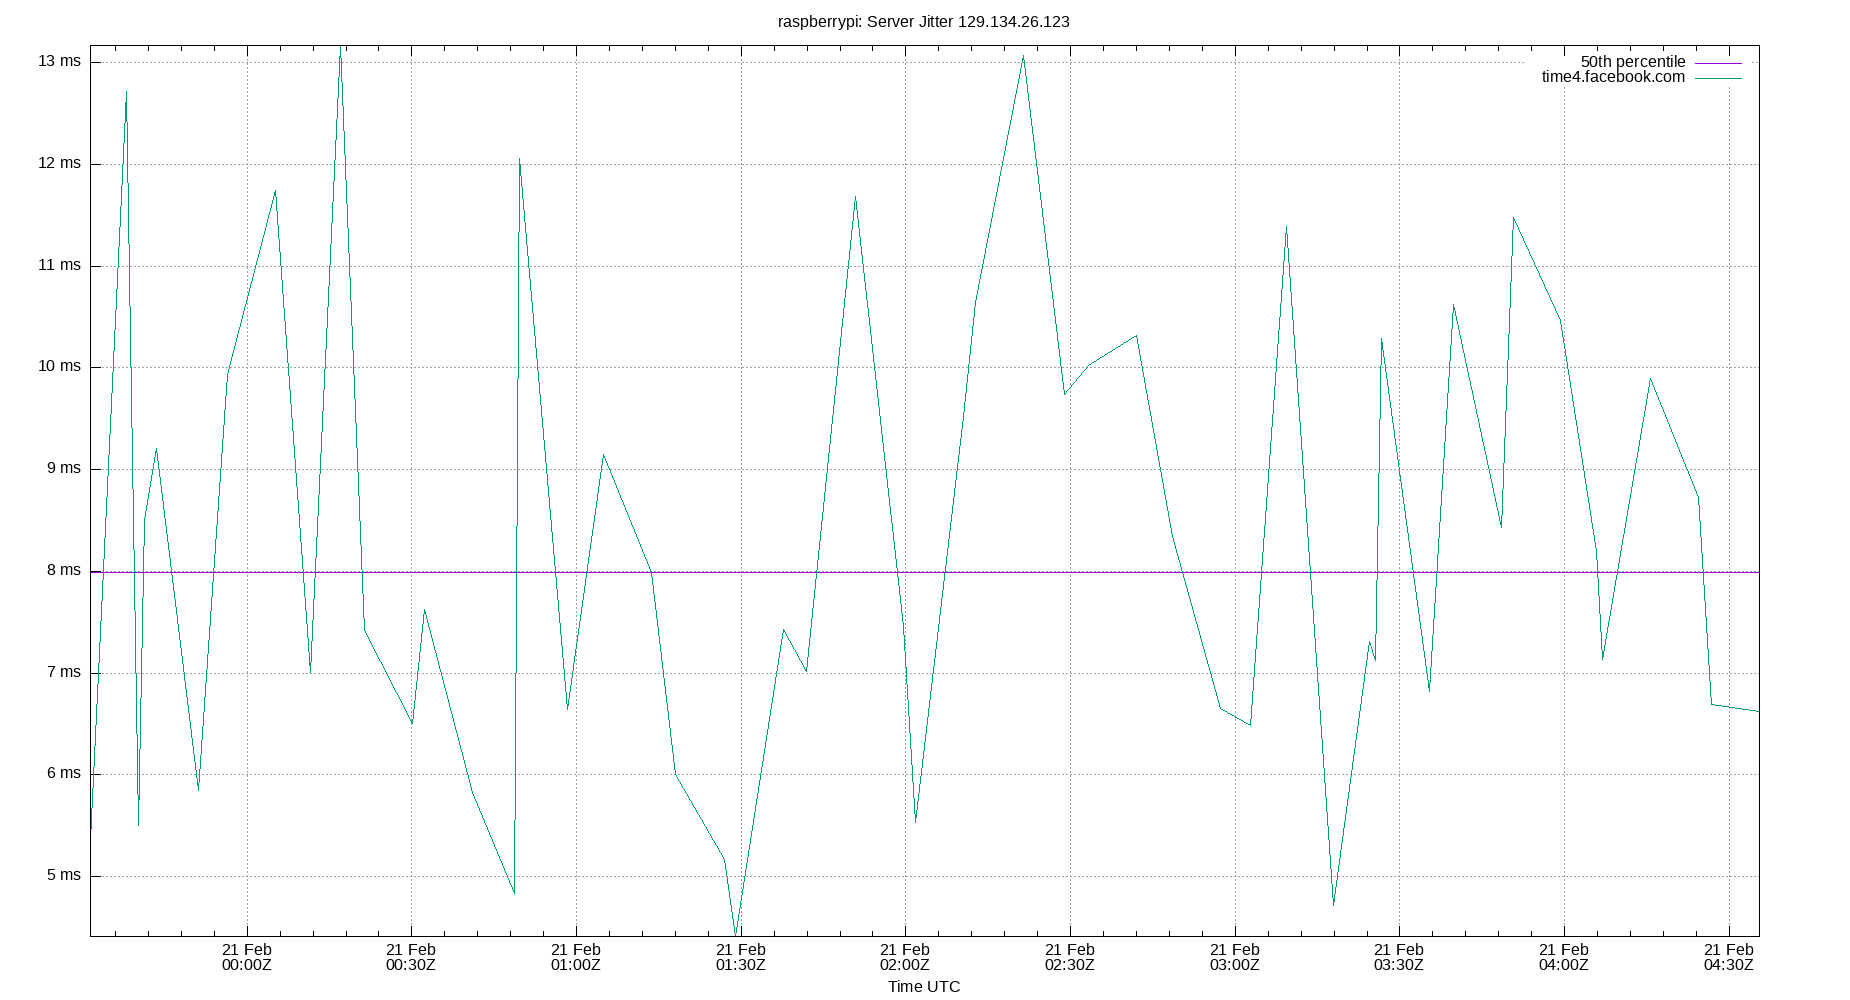 raspberrypi: Server Jitter 129.134.26.123
13 ms
12 ms
11 ms
10 ms
9 ms
8 ms
7 ms
6 ms
5 ms
50th percentile
time4.facebook.com
21 Feb 21 Feb 21 Feb 21 Feb 21 Feb 21 Feb 21 Feb 21 Feb 21 Feb 21 Feb
00:00Z 00:30Z 01:00Z 01:30Z 02:00Z 02:30Z 03:00Z 03:30Z 04:00Z 04:30Z
Time UTC